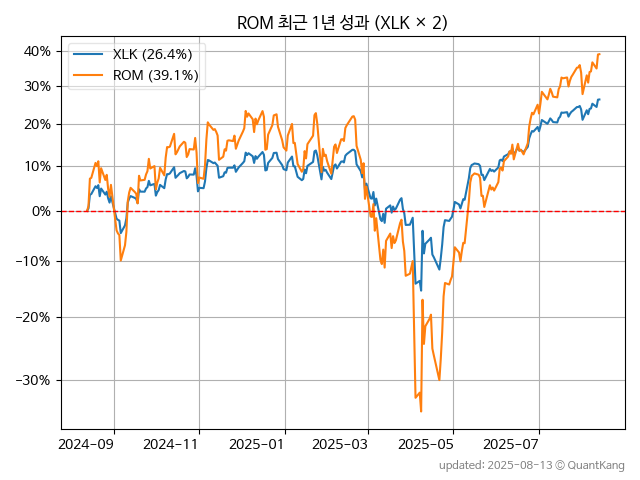 ROM 최근 1년 성과 (XLK × 2)
XLK (26.4%)
ROM (39.1%)
40%
30%
20%
10%
0%
-10%
-20%
-30%
2024-09 2024-11 2025-01 2025-03 2025-05 2025-07
updated: 2025-08-13 © QuantKang